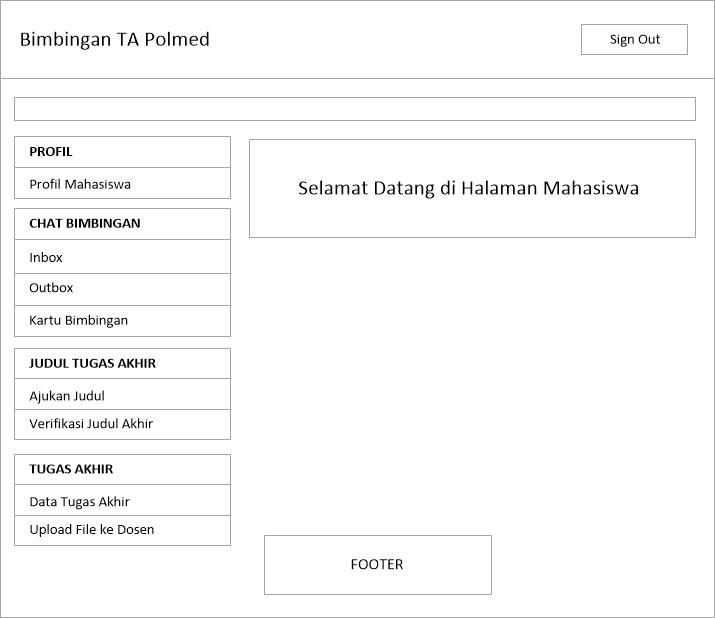 Bimbingan TA Polmed
Sign Out
PROFIL
Profil Mahasiswa
CHAT BIMBINGAN
Inbox
Outbox
Kartu Bimbingan
JUDUL TUGAS AKHIR
Ajukan Judul
Verifikasi Judul Akhir
TUGAS AKHIR
Data Tugas Akhir
Upload File ke Dosen
Selamat Datang di Halaman Mahasiswa
FOOTER